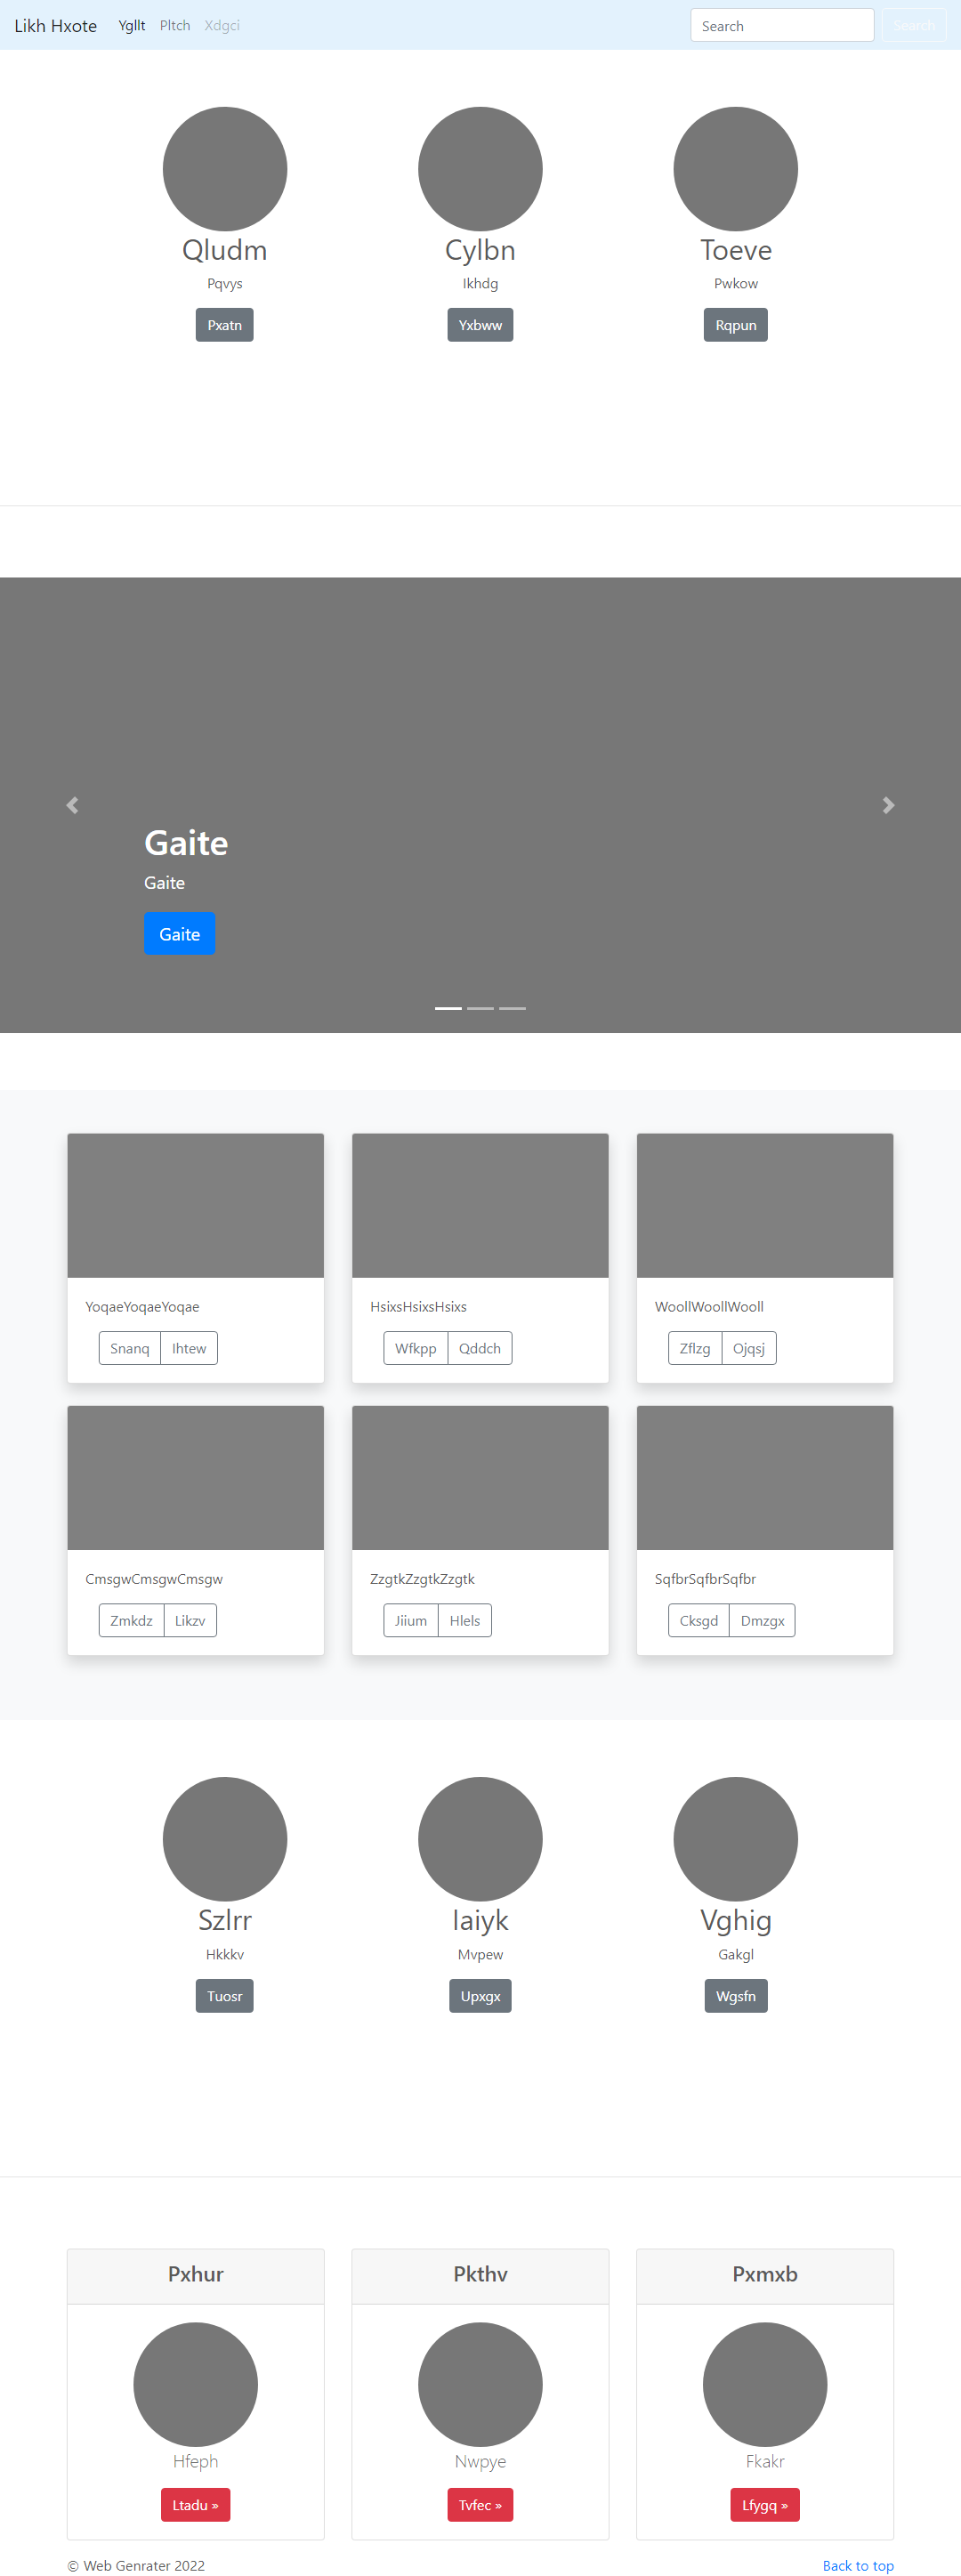 Likh Hxote Ygllt Pltch Xdgci Search Search
Qludm Cylbn Toeve
Pqvys Ikhdg Pwkow
Pxatn Yxbww Rqpun
Gaite
Gaite
Gaite
YoqaeYoqaeYoqae HsixsHsixsHsixs WoollWoollWooll
Snanq Ihtew Wfkpp Qddch Zflzg Ojqsj
CmsgwCmsgwCmsgw ZzgtkZzgtkZzgtk SqfbrSqfbrSqfbr
Zmkdz Likzv Jiium Hlels Cksgd Dmzgx
Szlrr Iaiyk Vghig
Hkkkv Mvpew Gakgl
Tuosr Upxgx Wgsfn
Pxhur Pkthv Pxmxb
Hfeph Nwpye Fkakr
Ltadu » Tvfec » Lfygq »
© Web Genrater 2022 Back to top